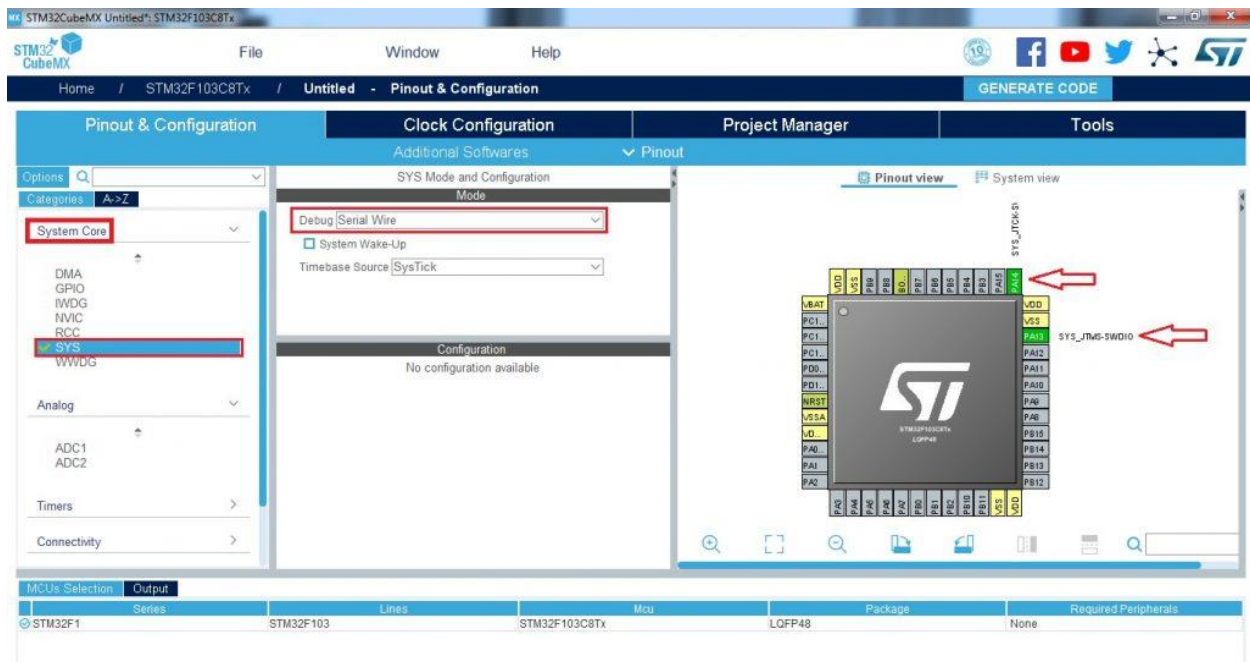 STM32CubeMX Untitled*: STM32F103C8Tx
STM32 CubeMX File Window Help
Home / STM32F103C8Tx / Untitled - Pinout & Configuration GENERATE CODE
Pinout & Configuration Clock Configuration Project Manager Tools
Additional Softwares Pinout
Options SYS Mode and Configuration Pinout view System view
Categories A->Z Mode
System Core
Debug Serial Wire
System Wake-Up
Timebase Source SysTick
DMA
GPIO
IWDG
NVIC
RCC
SYS
WWDG
Configuration
No configuration available
Analog
ADC1
ADC2
Timers
Connectivity
SYS_JTCK-S
VDD VSS PB9 PB8 BO.. PB7 PB6 PB5 PB4 PB3 PA15 PA14
VBAT
PC1..
PC1..
PC1..
PD0..
PD1..
NRST
VSSA
VD..
PA0..
PA1
PA2
VDD
VSS
PA13 SYS_JTMS-SWDIO
PA12
PA11
PA10
PA9
PA8
PB15
PB14
PB13
PB12
STM32F103C8Tx
LQFP48
PA3 PA4 PA5 PA6 PA7 PB0 PB1 PB2 PB10 PB11 VSS VDD
MCUs Selection Output
Series Lines Mcu Package Required Peripherals
STM32F1 STM32F103 STM32F103C8Tx LQFP48 None